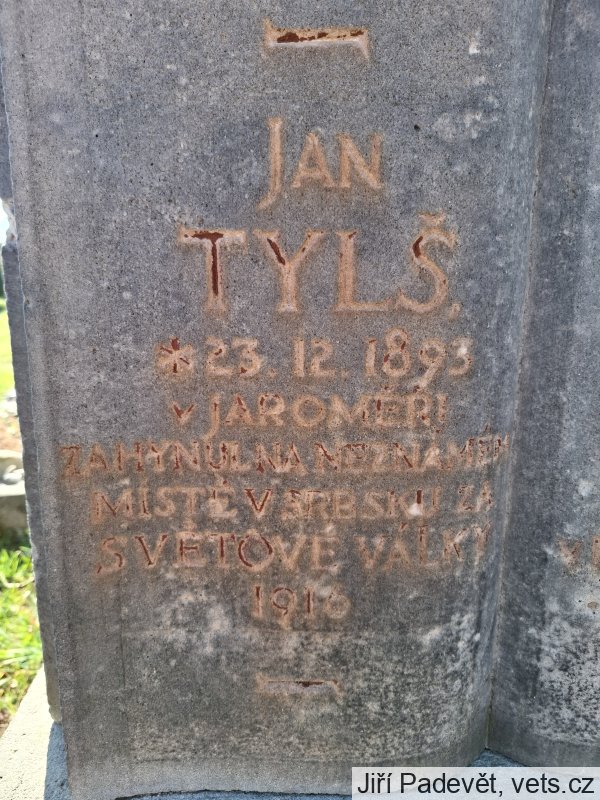 JAN
TYLŠ,
* 23. 12. 1893
v JAROMĚŘI
ZAHYNUL NA NEZNÁMÉM
MÍSTĚ V SRBSKU ZA
SVĚTOVÉ VÁLKY
1916
Jiří Padevět, vets.cz